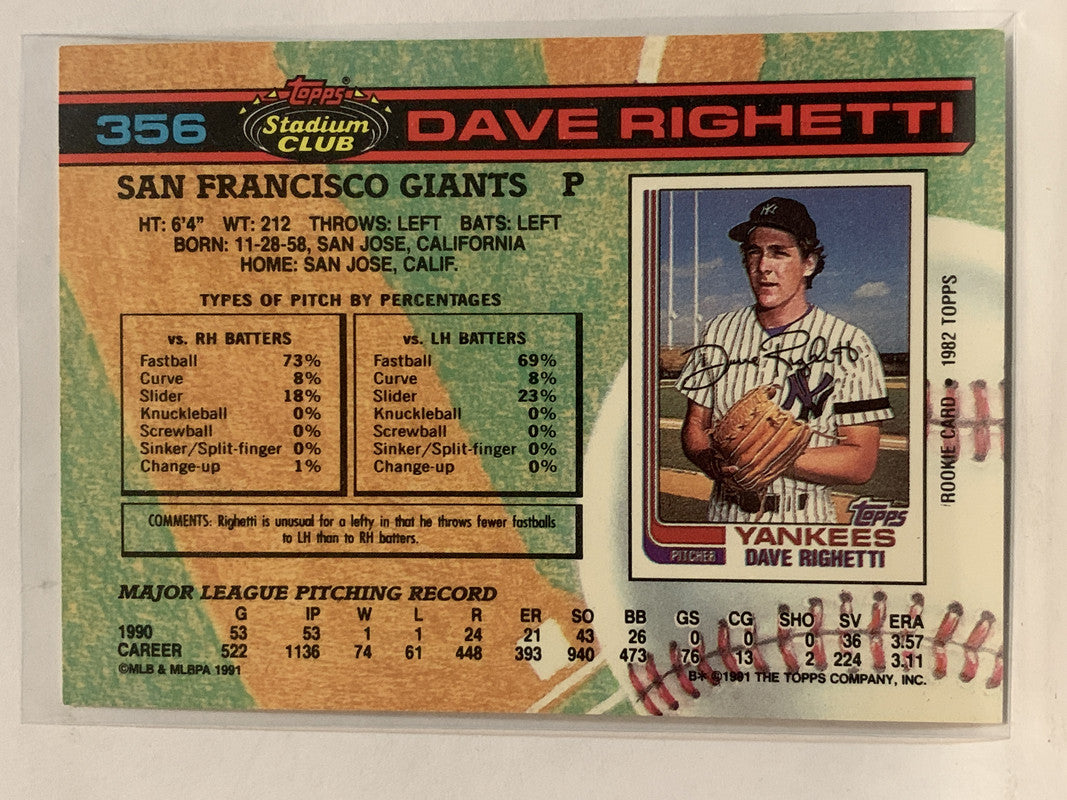 356
Topps®
Stadium
CLUB
DAVE RIGHETTI
SAN FRANCISCO GIANTS P
HT: 6'4" WT: 212 THROWS: LEFT BATS: LEFT
BORN: 11-28-58, SAN JOSE, CALIFORNIA
HOME: SAN JOSE, CALIF.
TYPES OF PITCH BY PERCENTAGES
vs. RH BATTERS
Fastball 73%
Curve 8%
Slider 18%
Knuckleball 0%
Screwball 0%
Sinker/Split-finger 0%
Change-up 1%
vs. LH BATTERS
Fastball 69%
Curve 8%
Slider 23%
Knuckleball 0%
Screwball 0%
Sinker/Split-finger 0%
Change-up 0%
COMMENTS: Righetti is unusual for a lefty in that he throws fewer fastballs
to LH than to RH batters.
NY
NY
Dave Righetti
Topps
YANKEES
PITCHER
DAVE RIGHETTI
ROOKIE CARD • 1982 TOPPS
MAJOR LEAGUE PITCHING RECORD
G IP W L R ER SO BB GS CG SHO SV ERA
1990 53 53 1 1 24 21 43 26 0 0 0 36 3.57
CAREER 522 1136 74 61 448 393 940 473 76 13 2 224 3.11
©MLB & MLBPA 1991
B* ©1991 THE TOPPS COMPANY, INC.